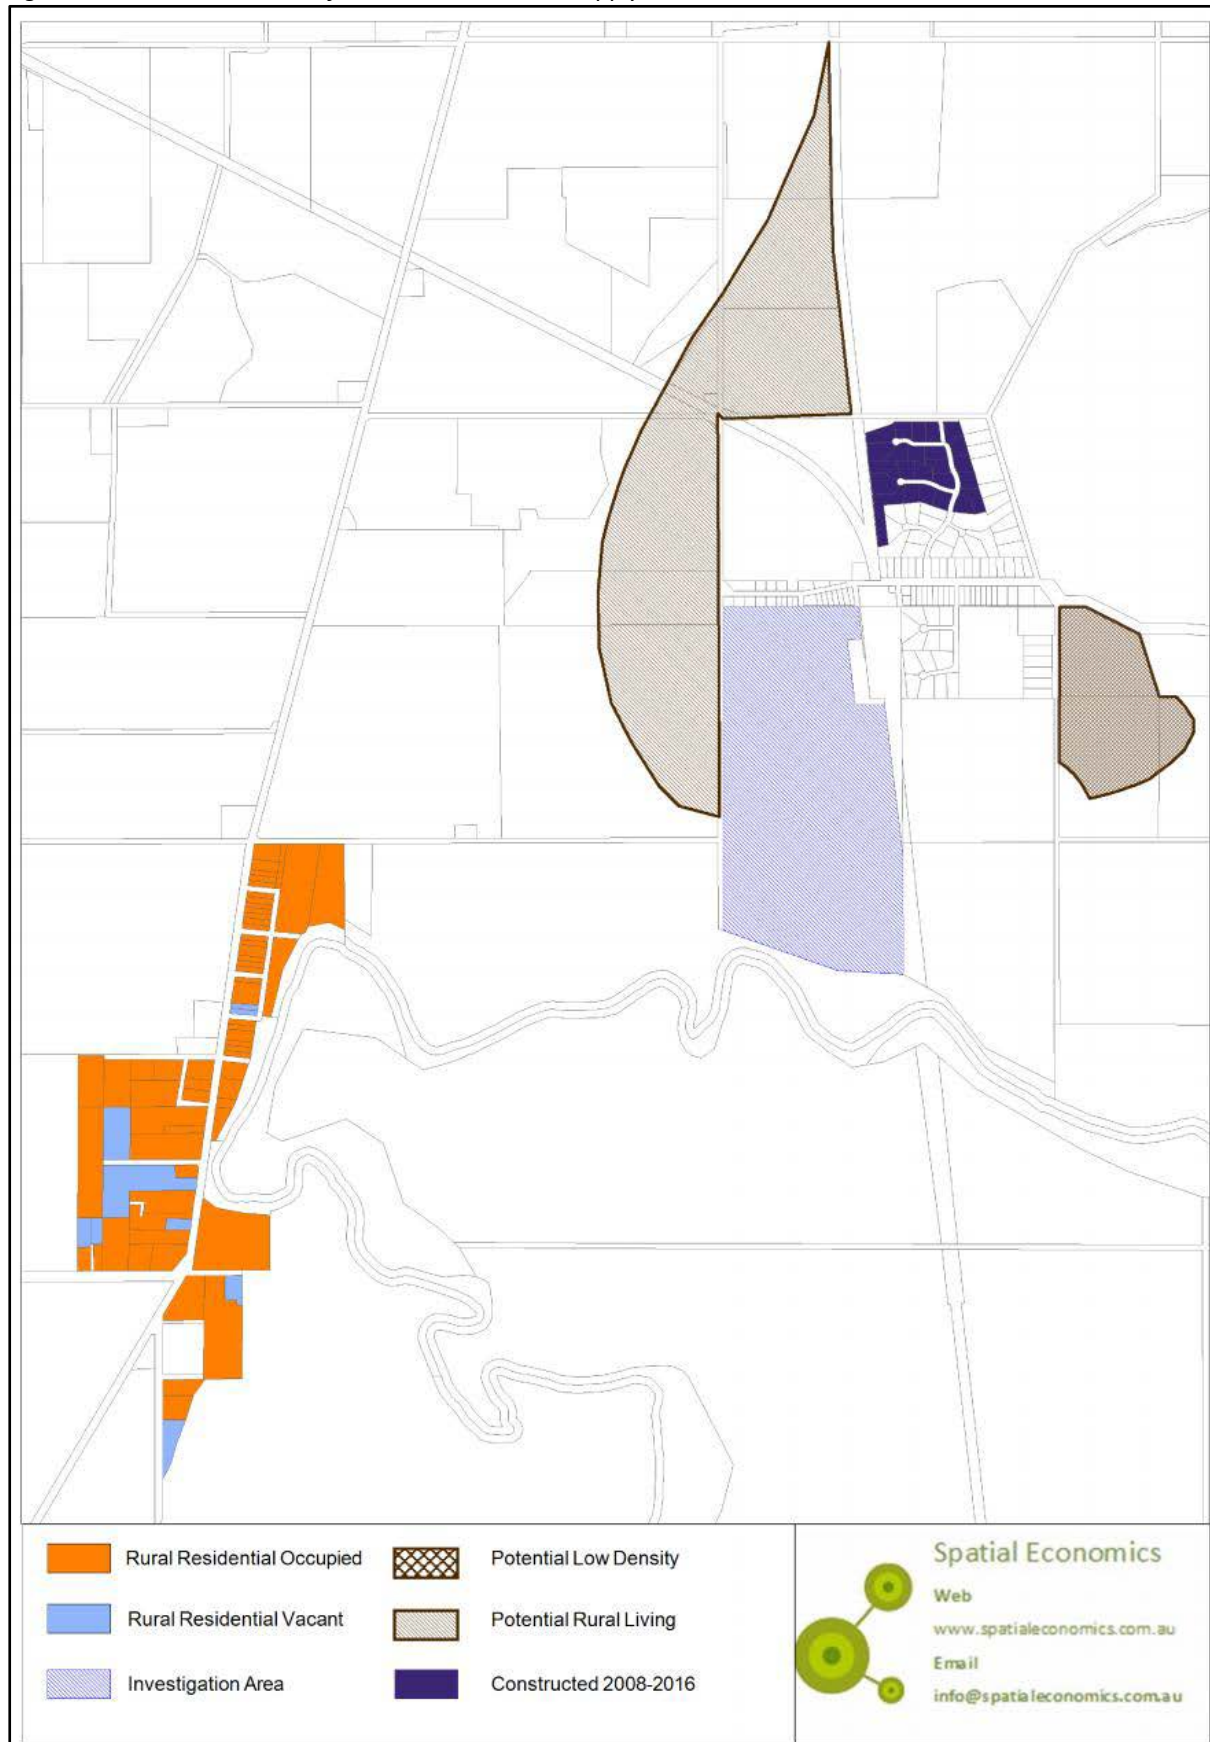 Rural Residential Occupied
Rural Residential Vacant
Investigation Area
Potential Low Density
Potential Rural Living
Constructed 2008-2016
Spatial Economics
Web
www.spatialeconomics.com.au
Email
info@spatialeconomics.com.au